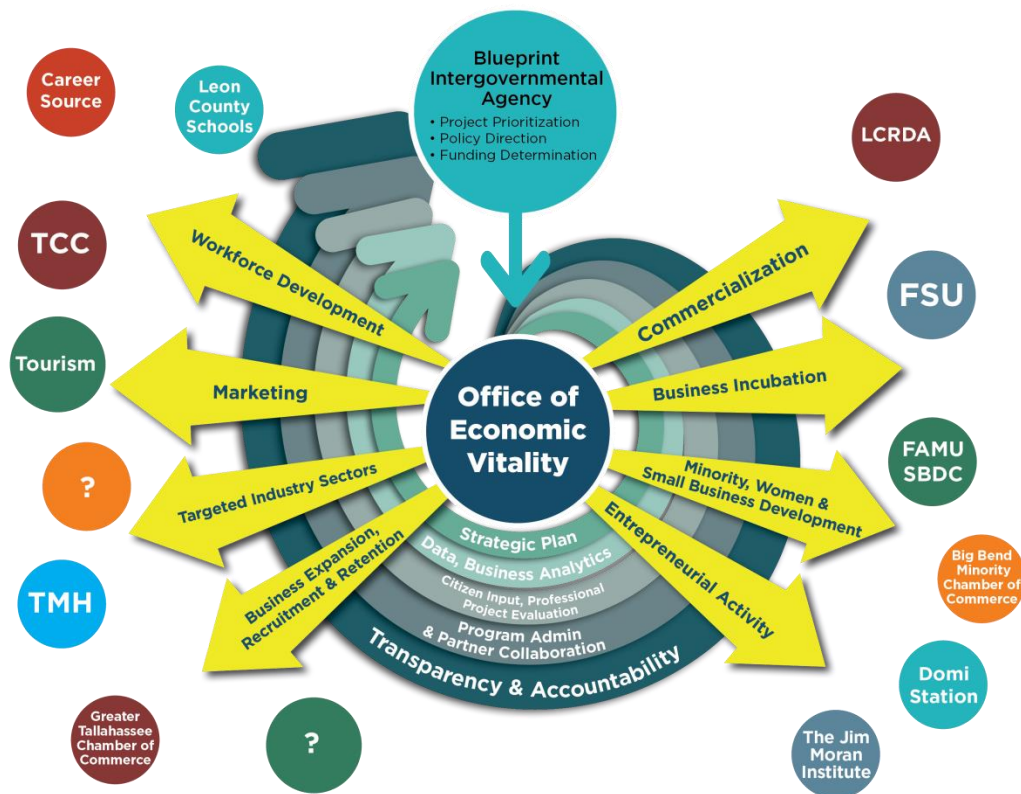 Blueprint
Intergovernmental
Agency
• Project Prioritization
• Policy Direction
• Funding Determination
Career
Source
Leon
County
Schools
LCRDA
TCC
Workforce Development
Commercialization
FSU
Tourism
Marketing
Office of
Economic
Vitality
Business Incubation
?
Targeted Industry Sectors
Minority, Women &
Small Business Development
FAMU
SBDC
TMH
Business Expansion,
Recruitment & Retention
Strategic Plan
Data, Business Analytics
Citizen Input, Professional
Project Evaluation
Program Admin
& Partner Collaboration
Transparency & Accountability
Entrepreneurial Activity
Big Bend
Minority
Chamber of
Commerce
Domi
Station
Greater
Tallahassee
Chamber of
Commerce
?
The Jim
Moran
Institute